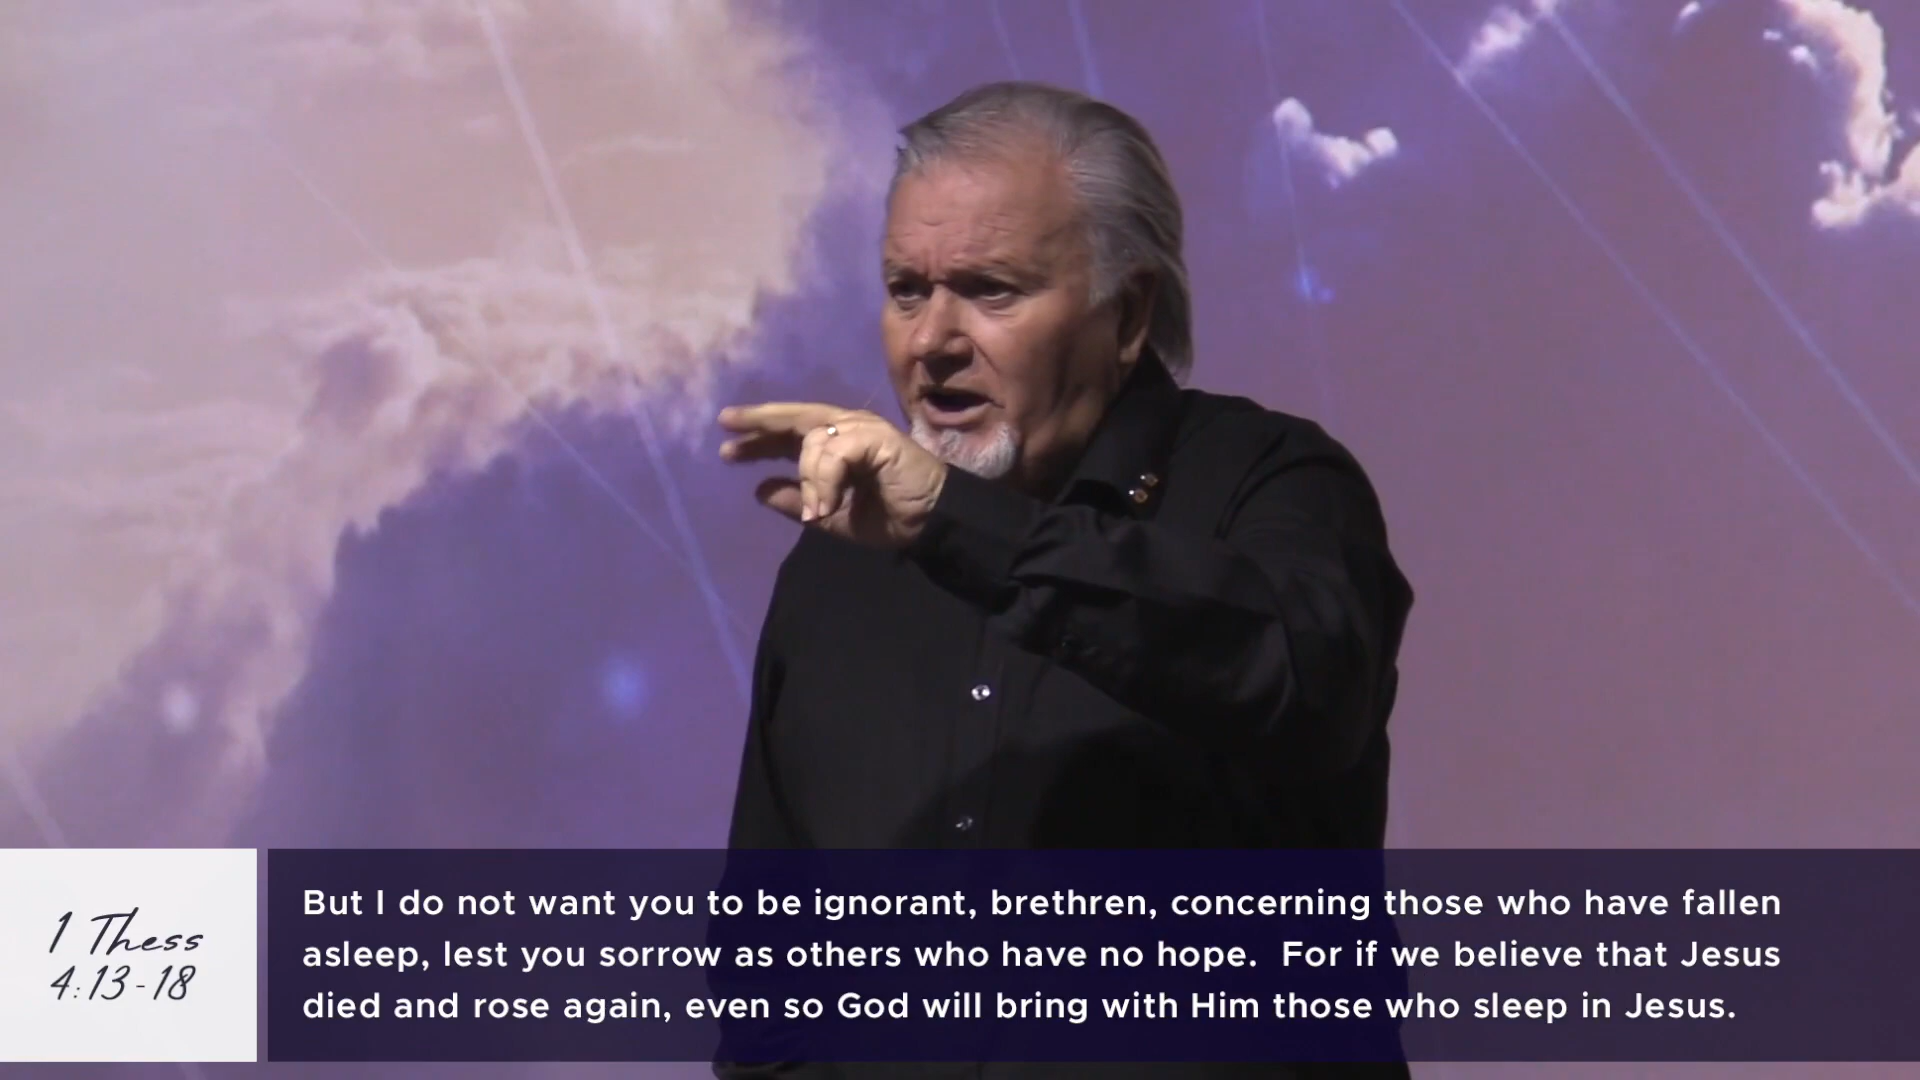 1 Thess
4:13-18
But I do not want you to be ignorant, brethren, concerning those who have fallen
asleep, lest you sorrow as others who have no hope.  For if we believe that Jesus
died and rose again, even so God will bring with Him those who sleep in Jesus.